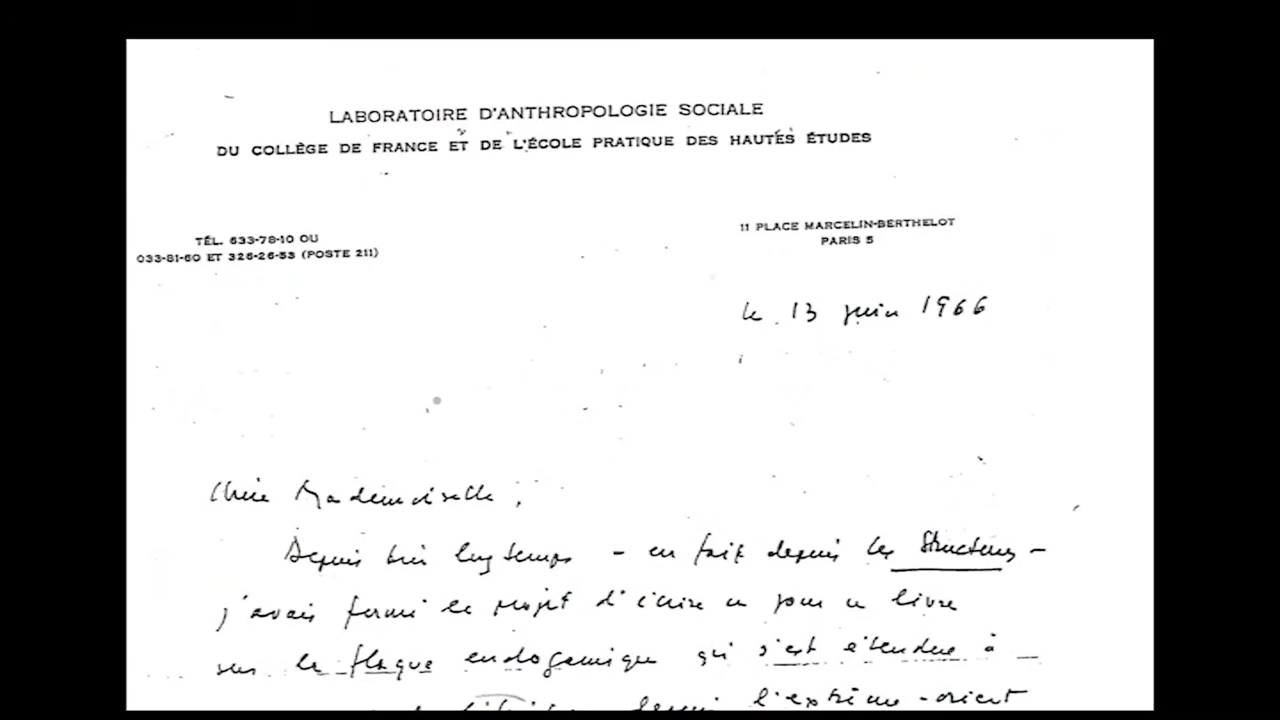 LABORATOIRE D'ANTHROPOLOGIE SOCIALE
DU COLLÈGE DE FRANCE ET DE L'ÉCOLE PRATIQUE DES HAUTES ÉTUDES
TÉL. 633-78-10 OU
033-81-60 ET 326-26-53 (POSTE 211)
11 PLACE MARCELIN-BERTHELOT
PARIS 5
le 13 juin 1966
Chère Mademoiselle,
Depuis très longtemps – en fait depuis les Structures –
j'avais formé le projet d'écrire un jour un livre
sur la flaque endogamique qui s'est étendue à
depuis l'extrême-orient